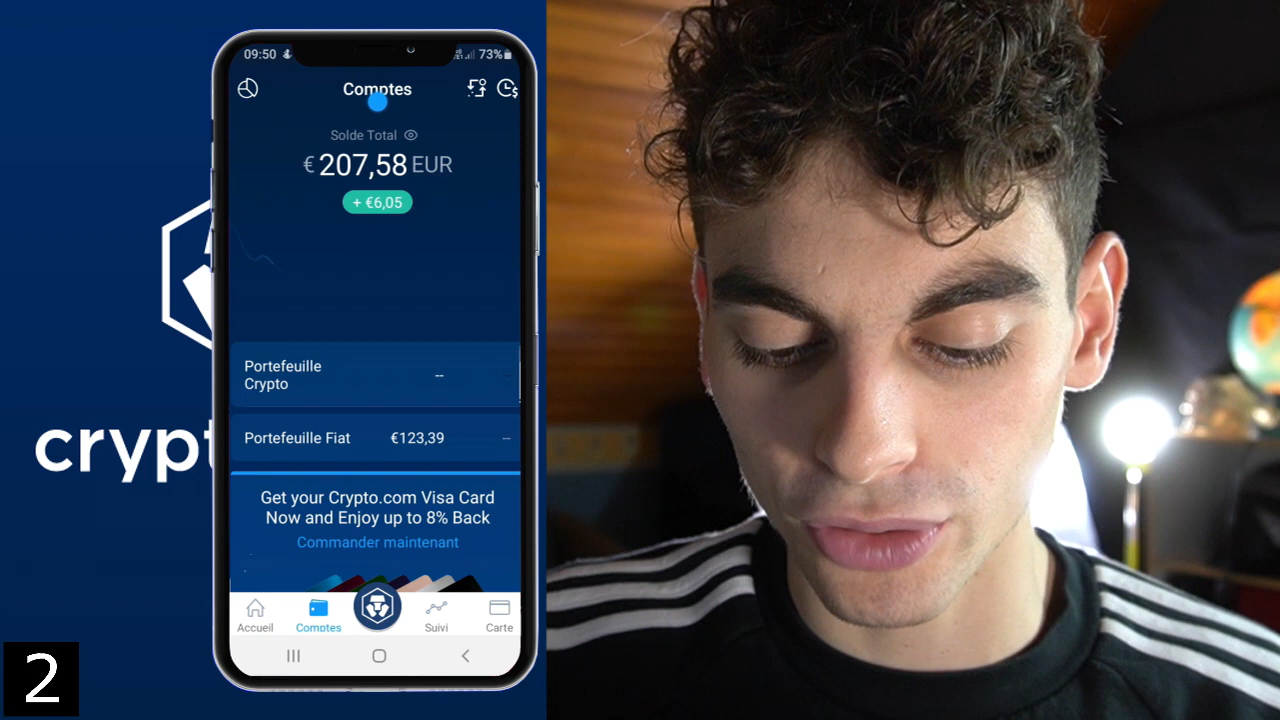 09:50
73%
Comptes
Solde Total
€ 207,58 EUR
+ €6,05
Portefeuille
Crypto
--
Portefeuille Fiat €123,39 --
Get your Crypto.com Visa Card
Now and Enjoy up to 8% Back
Commander maintenant
Accueil Comptes Suivi Carte
crypt
2